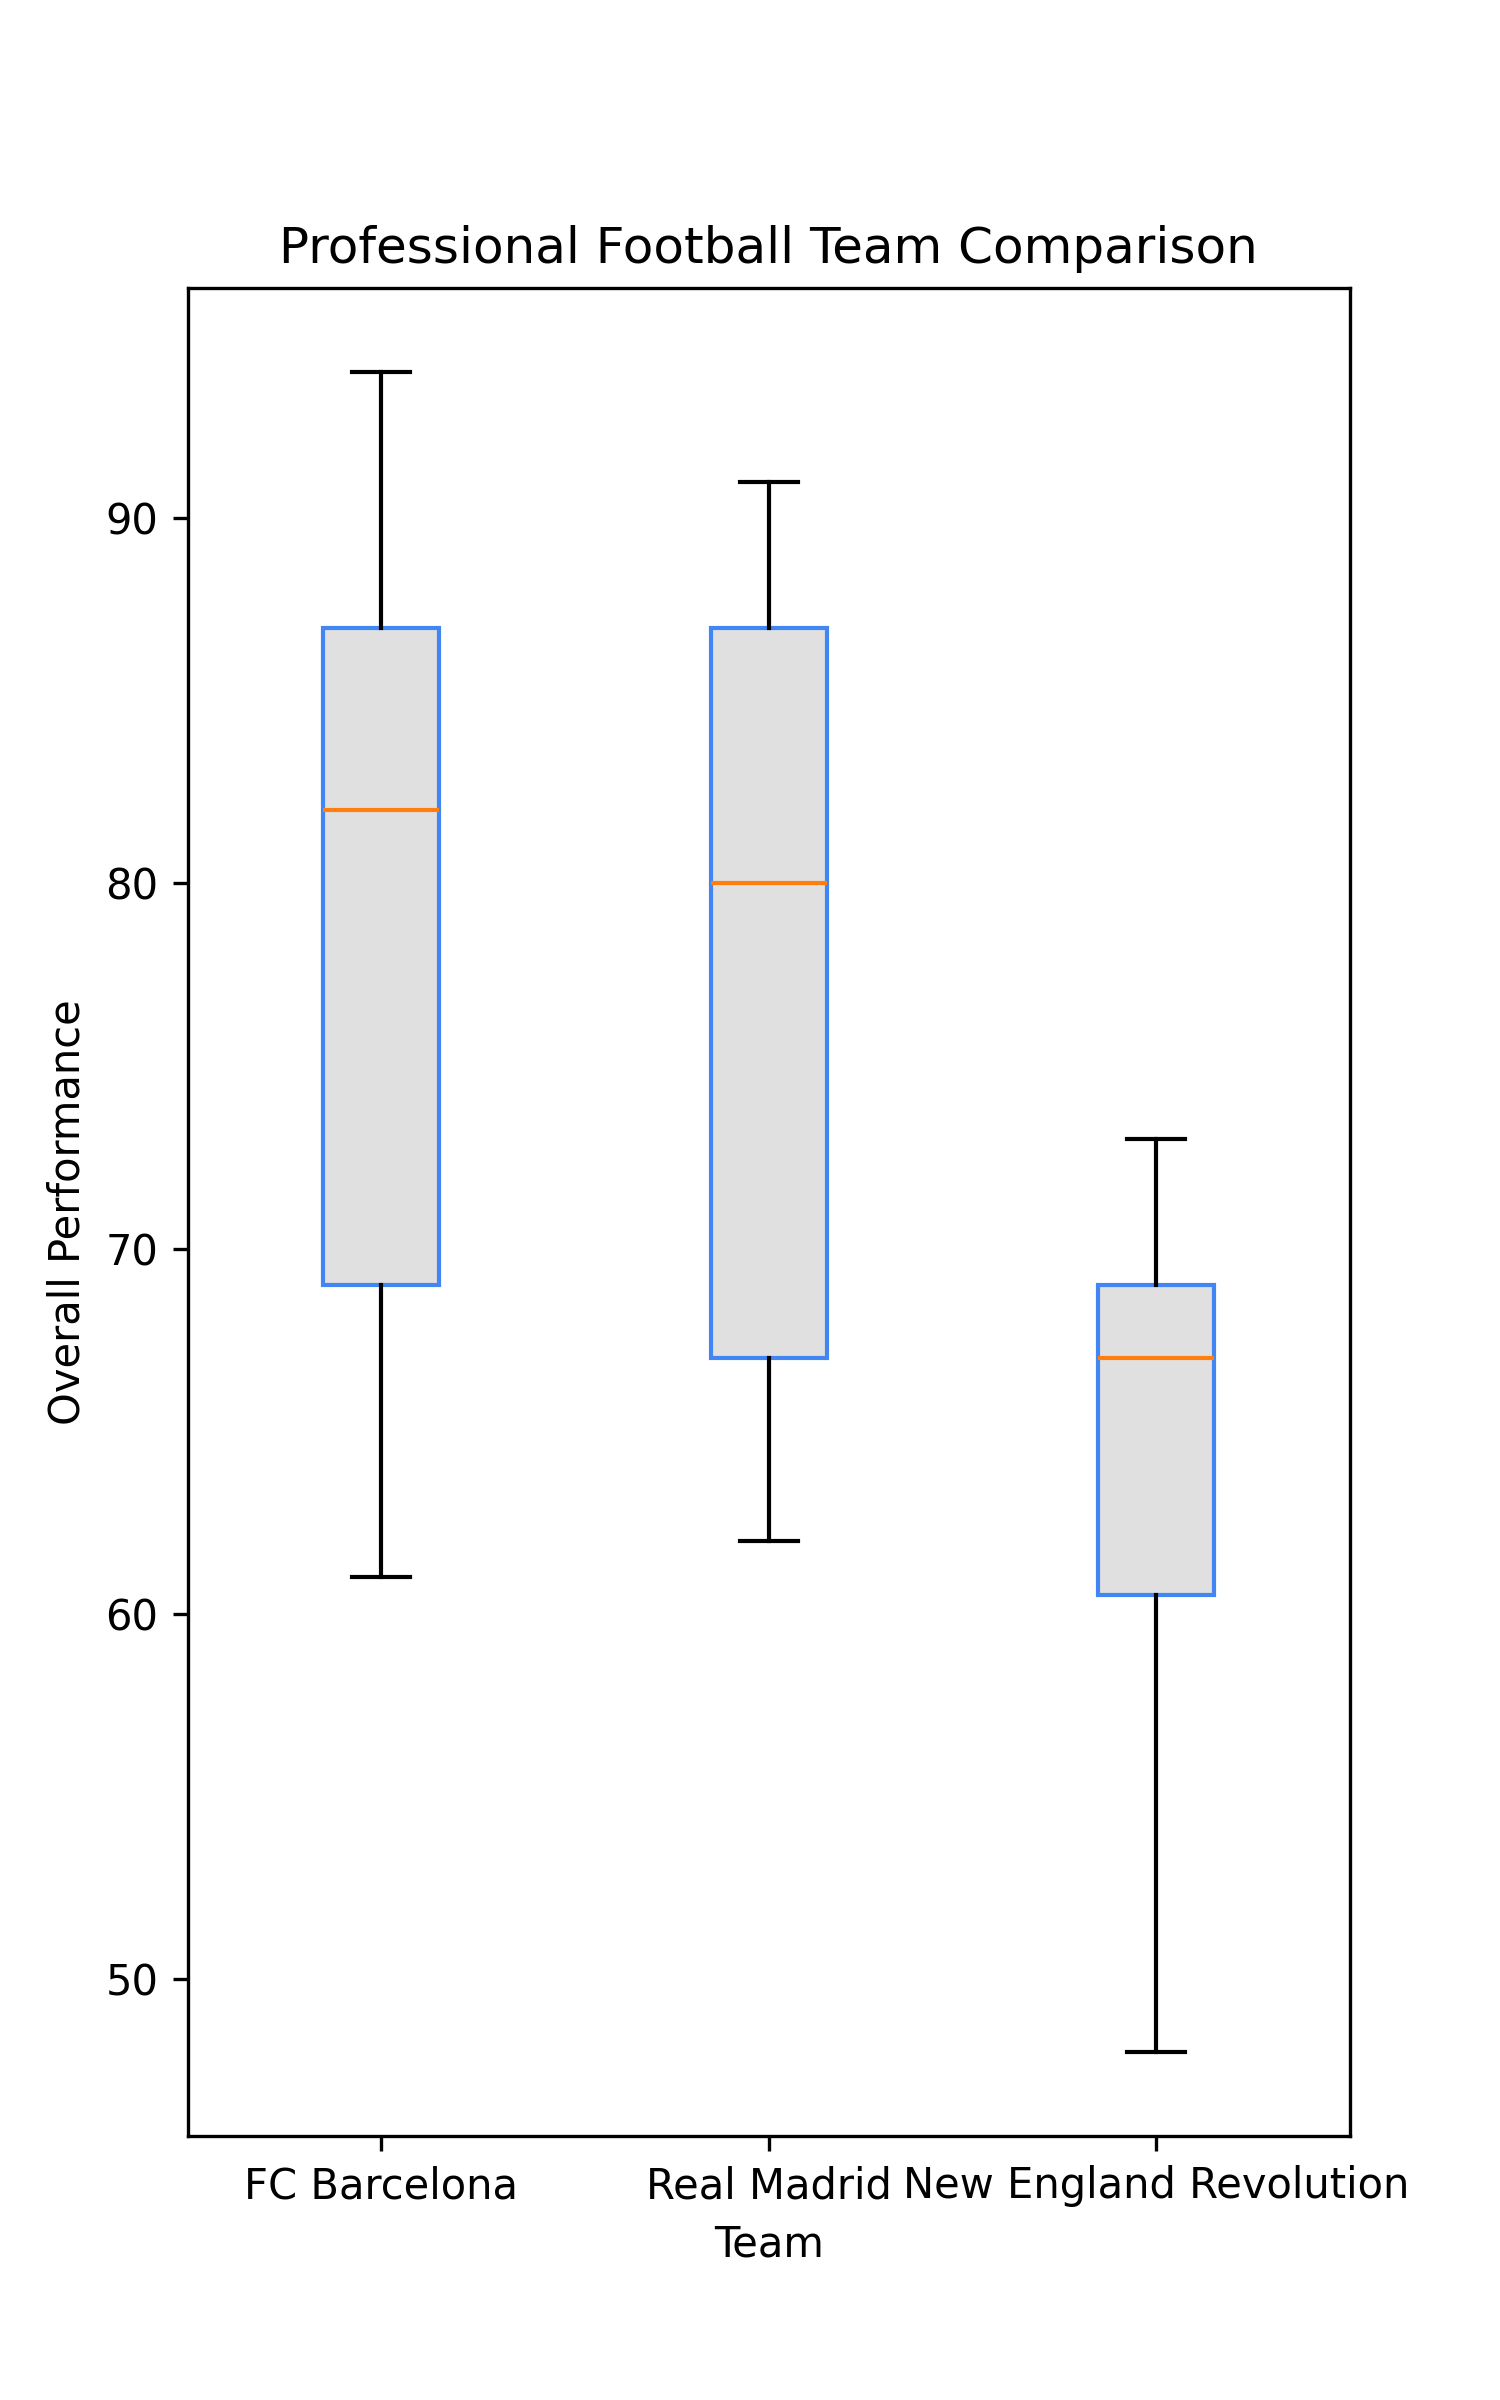 Professional Football Team Comparison
Overall Performance
90
80
70
60
50
FC Barcelona
Real Madrid
New England Revolution
Team